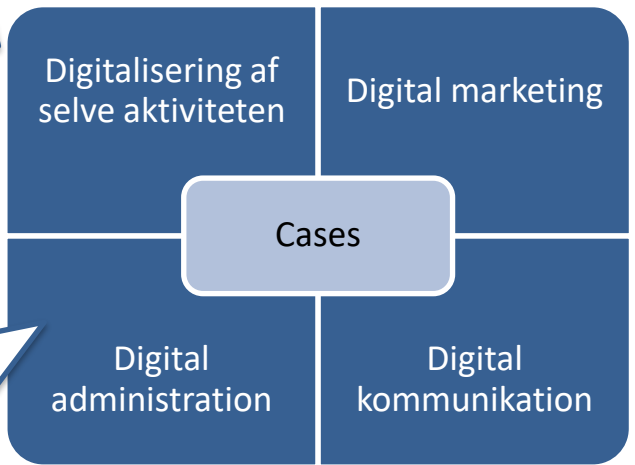 Digitalisering af
selve aktiviteten
Digital marketing
Cases
Digital
administration
Digital
kommunikation